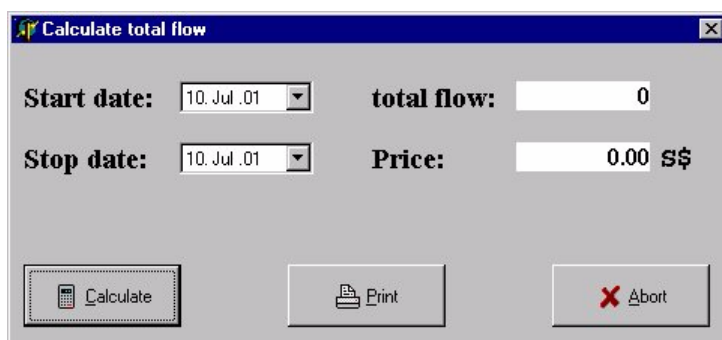 Calculate total flow
Start date: 10. Jul .01 total flow: 0
Stop date: 10. Jul .01 Price: 0.00 S$
Calculate Print Abort